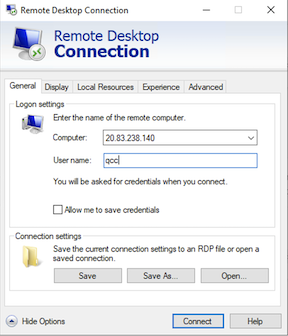 Remote Desktop Connection
Remote Desktop
Connection
General Display Local Resources Experience Advanced
Logon settings
Enter the name of the remote computer.
Computer: 20.83.238.140
User name: qcc
You will be asked for credentials when you connect.
Allow me to save credentials
Connection settings
Save the current connection settings to an RDP file or open a
saved connection.
Save Save As... Open...
Hide Options Connect Help